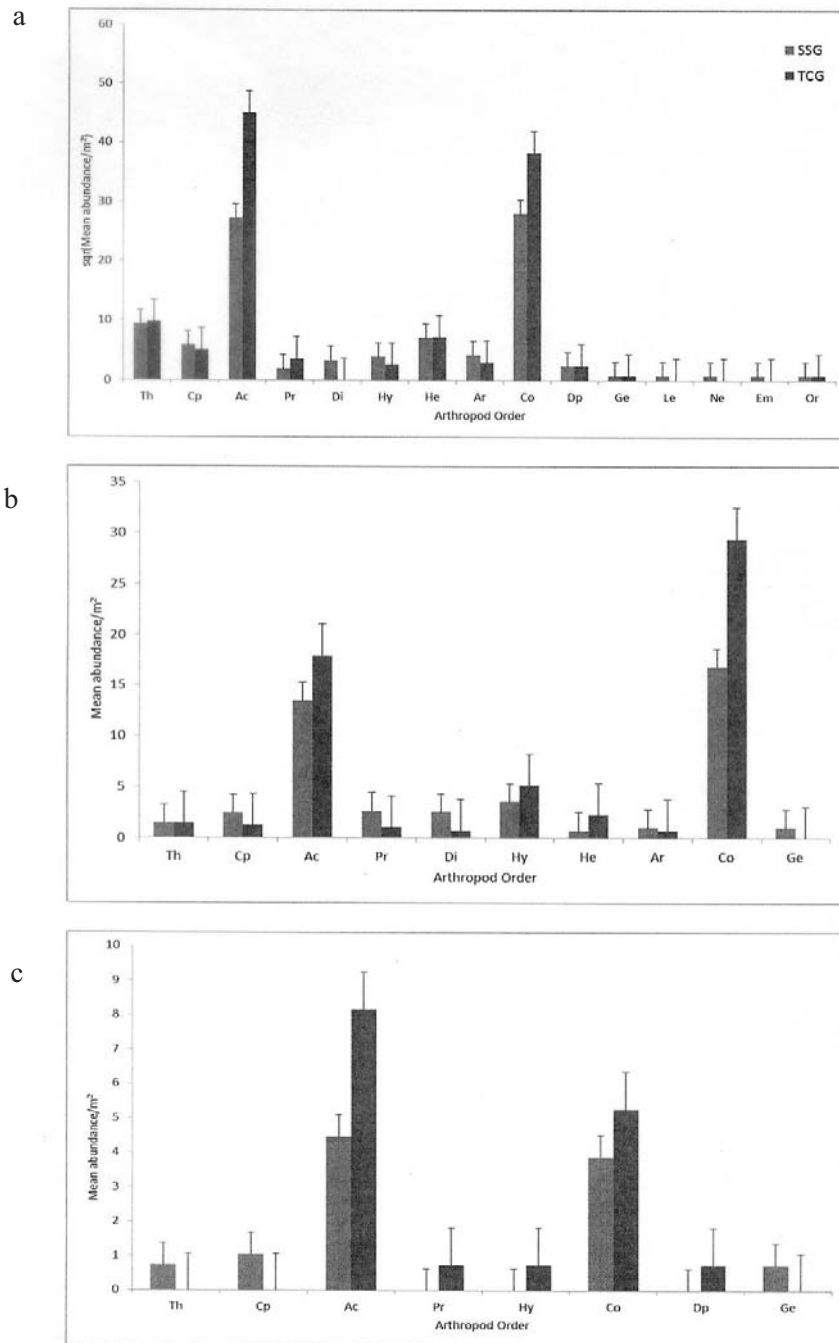 a
60
SSG
TCG
50
40
30
20
10
0
sqr(Mean abundance/m²)
Th Cp Ac Pr Di Hy He Ar Co Dp Ge Le Ne Em Or
Arthropod Order
b
35
30
25
20
15
10
5
0
Mean abundance/m²
Th Cp Ac Pr Di Hy He Ar Co Ge
Arthropod Order
c
10
9
8
7
6
5
4
3
2
1
0
Mean abundance/m²
Th Cp Ac Pr Hy Co Dp Ge
Arthropod Order